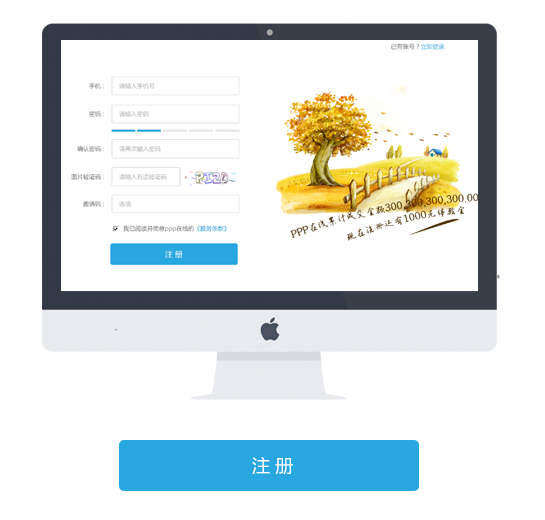 已有账号？立即登录
手机： 请输入手机号
密码： 请输入密码
确认密码： 请再次输入密码
图片验证码： 请输入右边验证码 PI20
邀请码： 选填
我已阅读并同意ppp在线的《服务条款》
注 册
PPP在线累计成交金额300,300,300,300.00
现在注册还有1000元体验金
注 册